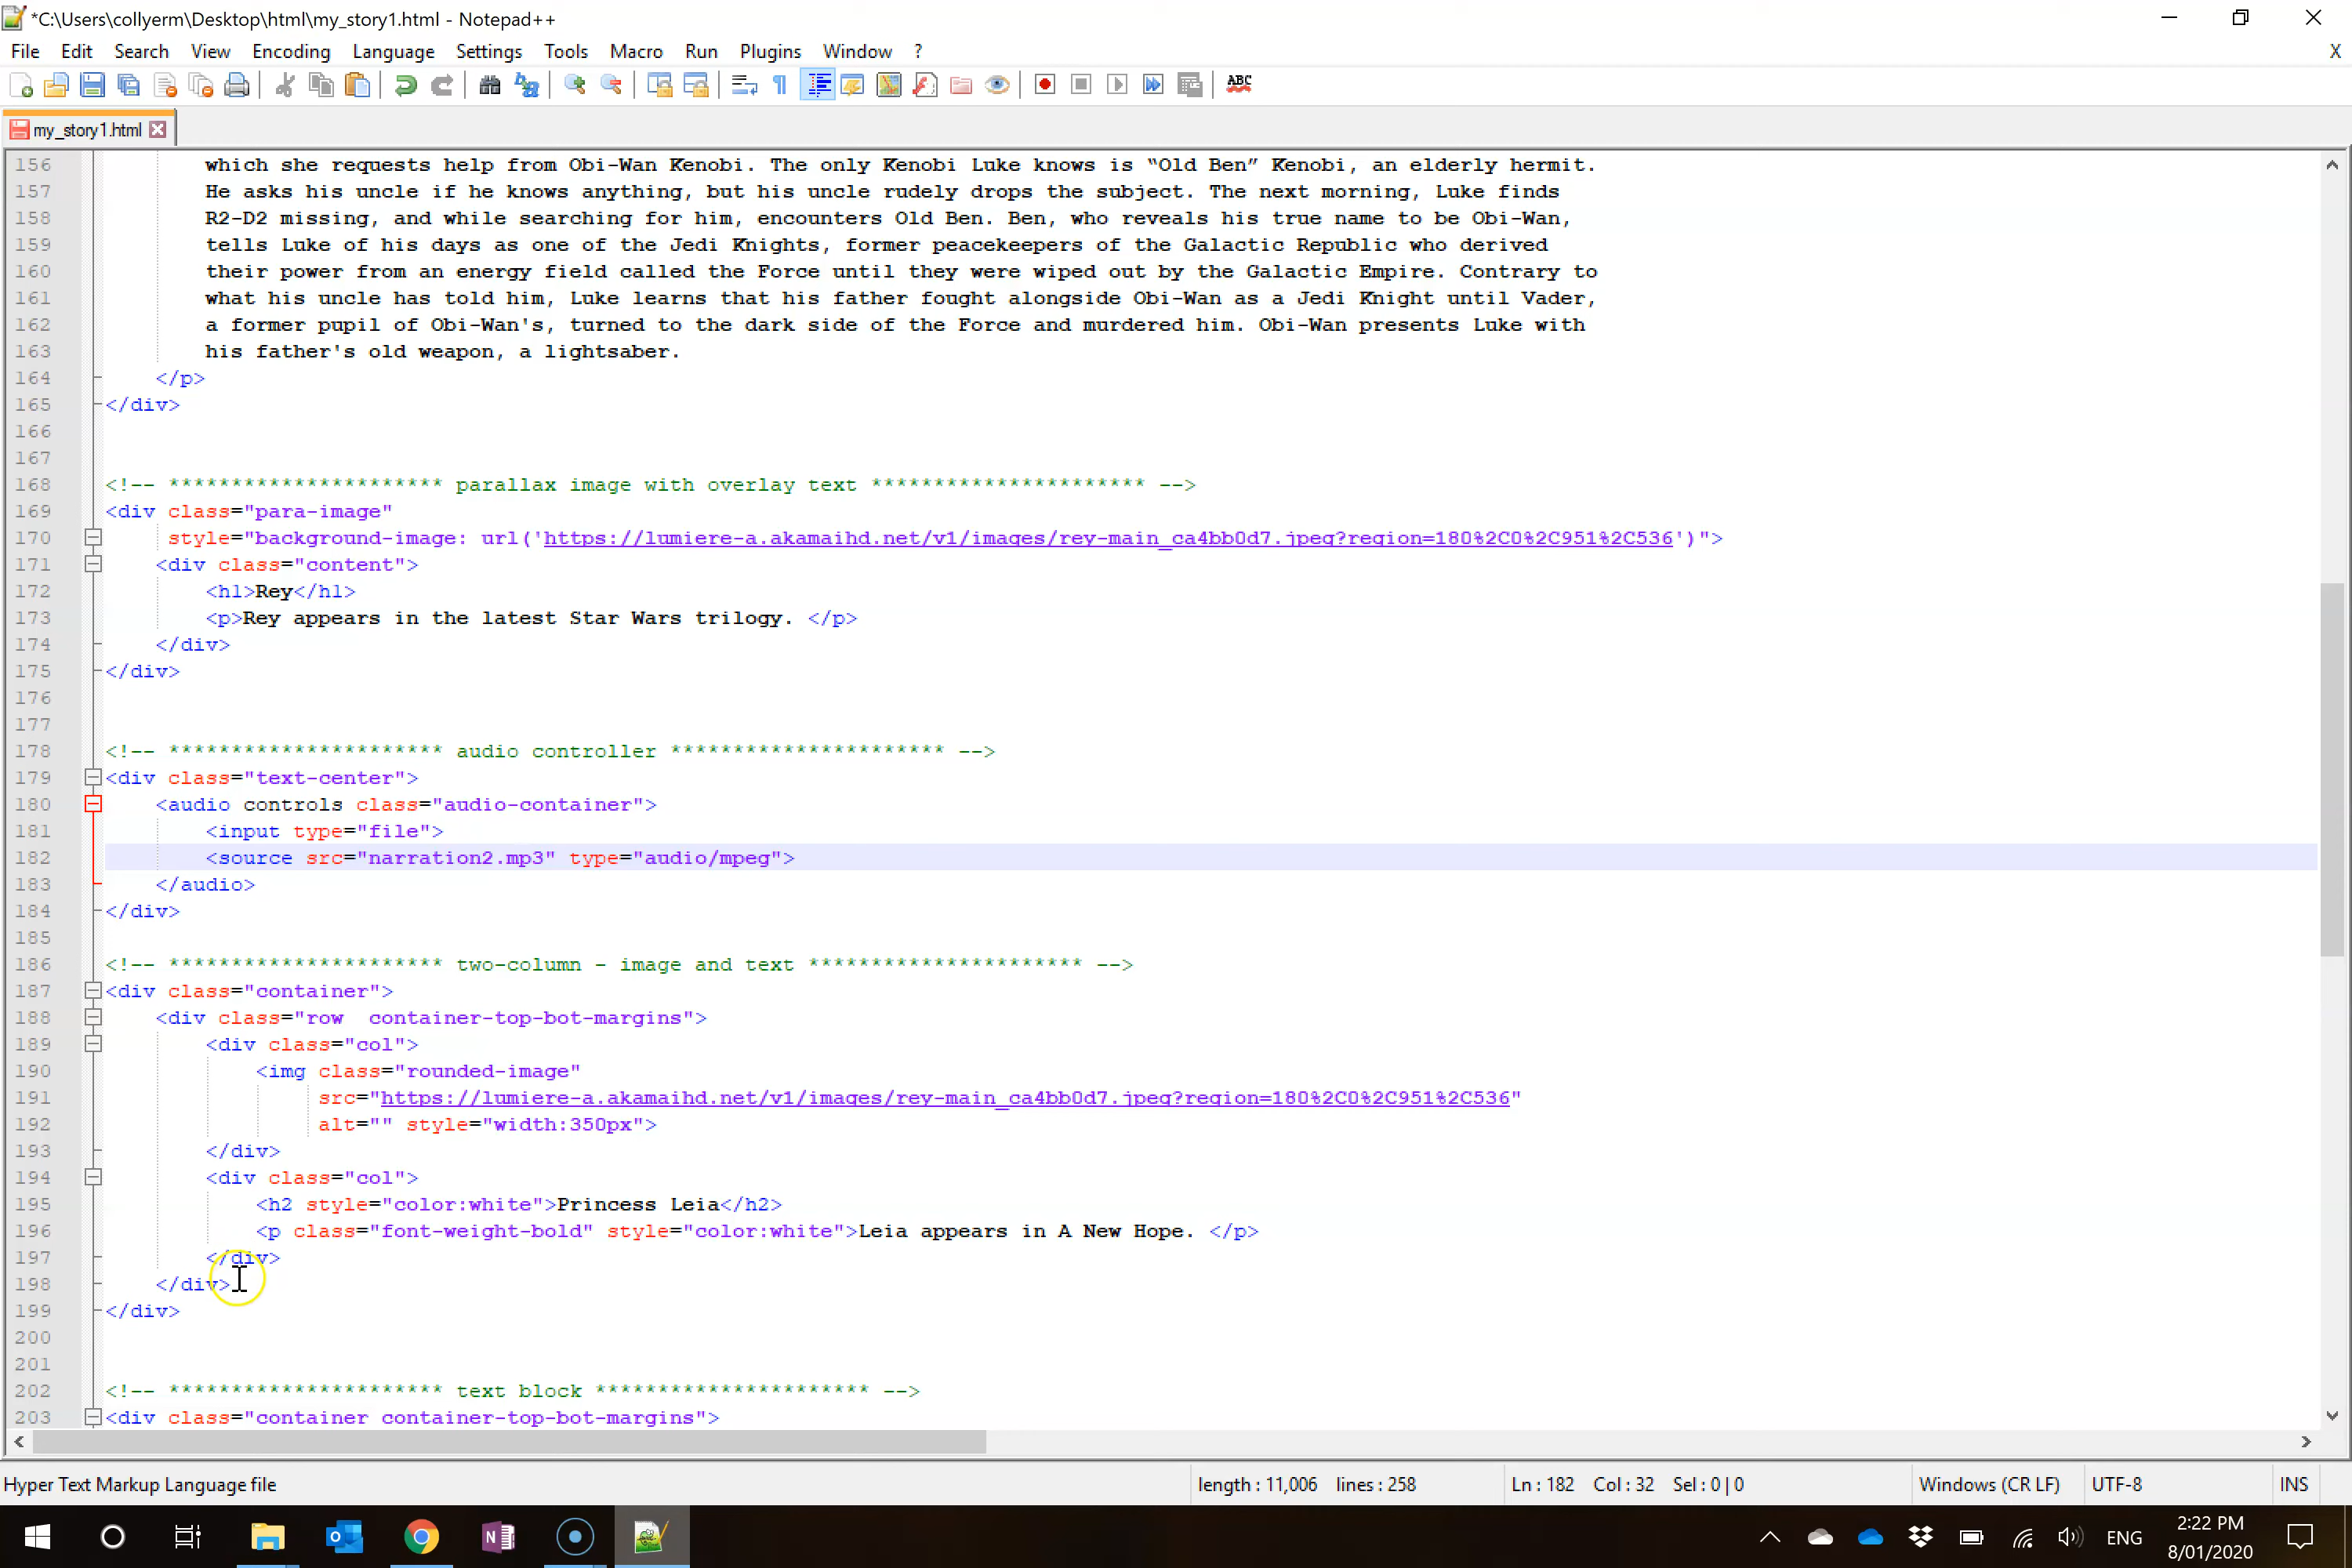 *C:\Users\collyerm\Desktop\html\my_story1.html - Notepad++
File Edit Search View Encoding Language Settings Tools Macro Run Plugins Window ? X
ABC
my_story1.html
156 which she requests help from Obi-Wan Kenobi. The only Kenobi Luke knows is “Old Ben” Kenobi, an elderly hermit.
157 He asks his uncle if he knows anything, but his uncle rudely drops the subject. The next morning, Luke finds
158 R2-D2 missing, and while searching for him, encounters Old Ben. Ben, who reveals his true name to be Obi-Wan,
159 tells Luke of his days as one of the Jedi Knights, former peacekeepers of the Galactic Republic who derived
160 their power from an energy field called the Force until they were wiped out by the Galactic Empire. Contrary to
161 what his uncle has told him, Luke learns that his father fought alongside Obi-Wan as a Jedi Knight until Vader,
162 a former pupil of Obi-Wan's, turned to the dark side of the Force and murdered him. Obi-Wan presents Luke with
163 his father's old weapon, a lightsaber.
164 </p>
165 </div>
166
167
168 <!-- ********************** parallax image with overlay text ********************** -->
169 <div class="para-image"
170 style="background-image: url('https://lumiere-a.akamaihd.net/v1/images/rey-main_ca4bb0d7.jpeg?region=180%2C0%2C951%2C536')">
171 <div class="content">
172 <h1>Rey</h1>
173 <p>Rey appears in the latest Star Wars trilogy. </p>
174 </div>
175 </div>
176
177
178 <!-- ********************** audio controller ********************** -->
179 <div class="text-center">
180 <audio controls class="audio-container">
181 <input type="file">
182 <source src="narration2.mp3" type="audio/mpeg">
183 </audio>
184 </div>
185
186 <!-- ********************** two-column - image and text ********************** -->
187 <div class="container">
188 <div class="row  container-top-bot-margins">
189 <div class="col">
190 <img class="rounded-image"
191 src="https://lumiere-a.akamaihd.net/v1/images/rey-main_ca4bb0d7.jpeg?region=180%2C0%2C951%2C536"
192 alt="" style="width:350px">
193 </div>
194 <div class="col">
195 <h2 style="color:white">Princess Leia</h2>
196 <p class="font-weight-bold" style="color:white">Leia appears in A New Hope. </p>
197 </div>
198 </div>
199 </div>
200
201
202 <!-- ********************** text block ********************** -->
203 <div class="container container-top-bot-margins">
Hyper Text Markup Language file length : 11,006 lines : 258 Ln : 182 Col : 32 Sel : 0 | 0 Windows (CR LF) UTF-8 INS
ENG 2:22 PM
8/01/2020